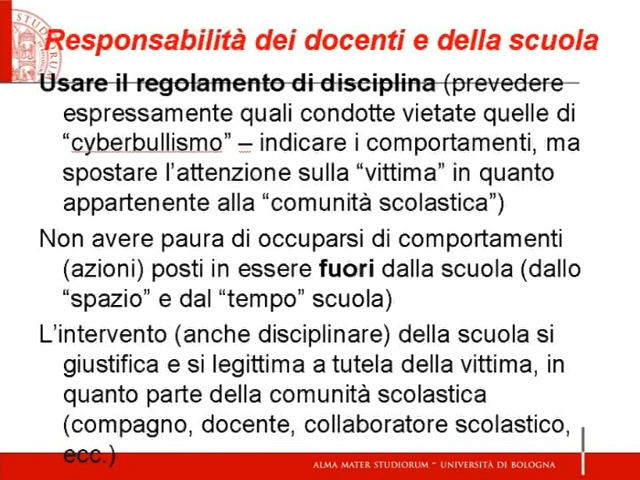 Responsabilità dei docenti e della scuola
Usare il regolamento di disciplina (prevedere
espressamente quali condotte vietate quelle di
“cyberbullismo” – indicare i comportamenti, ma
spostare l’attenzione sulla “vittima” in quanto
appartenente alla “comunità scolastica”)
Non avere paura di occuparsi di comportamenti
(azioni) posti in essere fuori dalla scuola (dallo
“spazio” e dal “tempo” scuola)
L’intervento (anche disciplinare) della scuola si
giustifica e si legittima a tutela della vittima, in
quanto parte della comunità scolastica
(compagno, docente, collaboratore scolastico,
ecc.)
ALMA MATER STUDIORUM - UNIVERSITÀ DI BOLOGNA